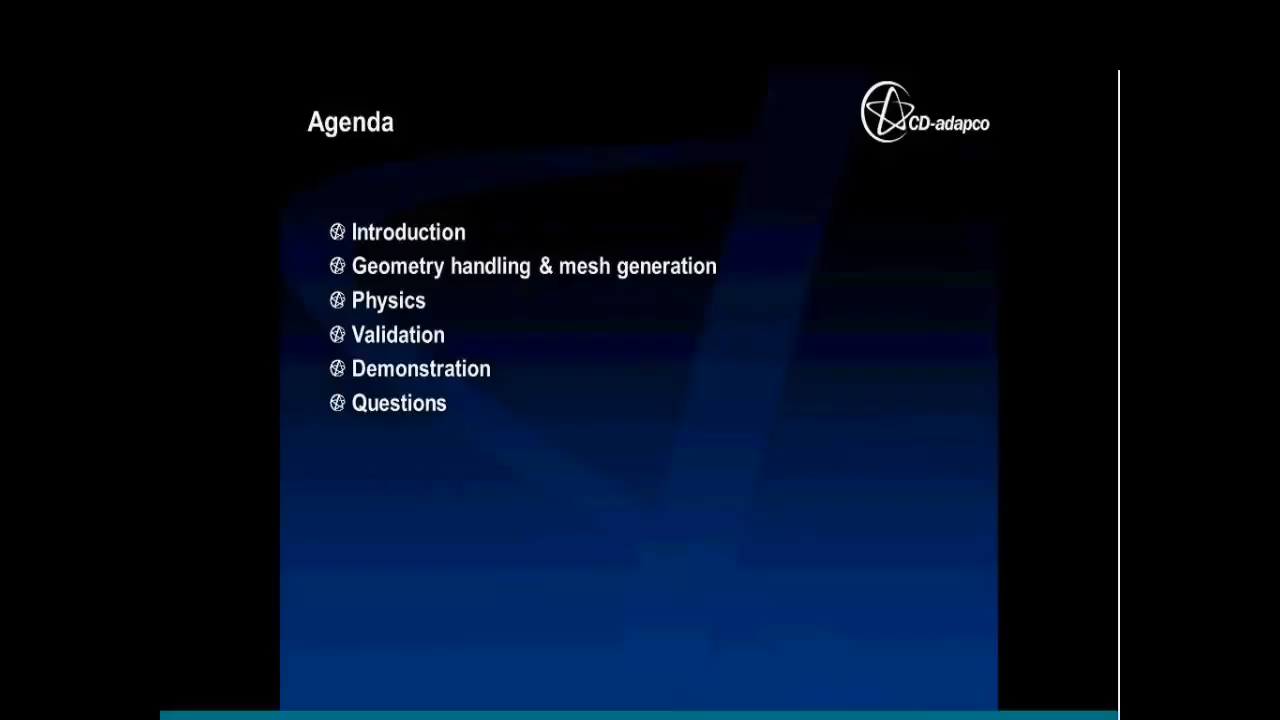 Agenda
CD-adapco
Introduction
Geometry handling & mesh generation
Physics
Validation
Demonstration
Questions